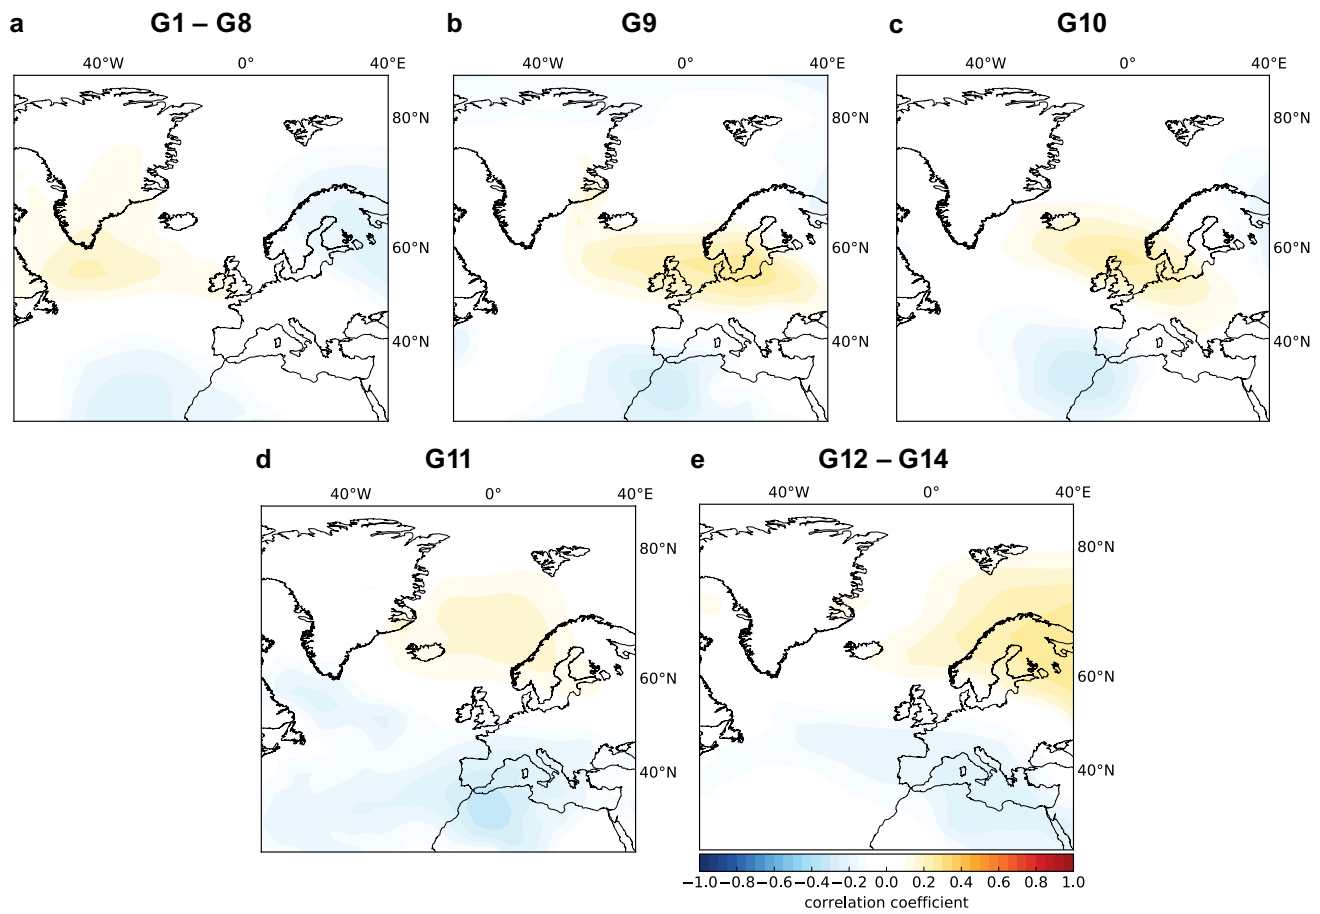 a G1 – G8 b G9 c G10
40°W 0° 40°E 40°W 0° 40°E 40°W 0° 40°E
80°N 80°N 80°N
60°N 60°N 60°N
40°N 40°N 40°N
d G11 e G12 – G14
40°W 0° 40°E 40°W 0° 40°E
80°N 80°N
60°N 60°N
40°N 40°N
−1.0 −0.8 −0.6 −0.4 −0.2 0.0 0.2 0.4 0.6 0.8 1.0
correlation coefficient